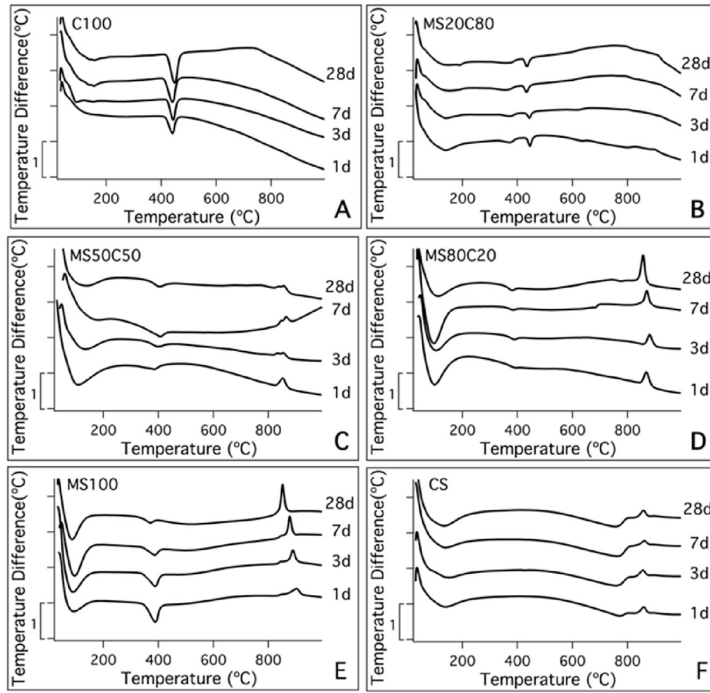 C100
Temperature Difference(°C)
28d
7d
3d
1d
1
200 400 600 800
Temperature (°C)
A
MS20C80
Temperature Difference(°C)
28d
7d
3d
1d
1
200 400 600 800
Temperature (°C)
B
MS50C50
Temperature Difference(°C)
28d
7d
3d
1d
1
200 400 600 800
Temperature (°C)
C
MS80C20
Temperature Difference(°C)
28d
7d
3d
1d
1
200 400 600 800
Temperature (°C)
D
MS100
Temperature Difference(°C)
28d
7d
3d
1d
1
200 400 600 800
Temperature (°C)
E
CS
Temperature Difference(°C)
28d
7d
3d
1d
1
200 400 600 800
Temperature (°C)
F